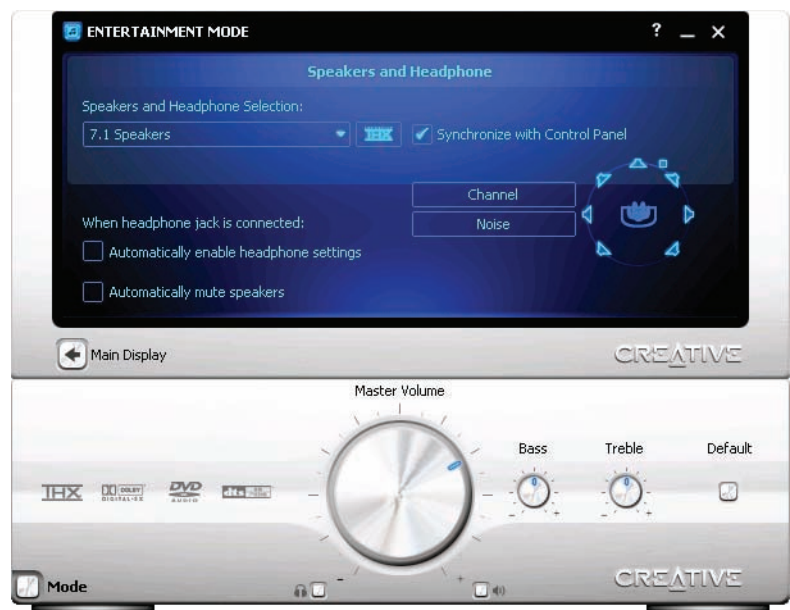 ENTERTAINMENT MODE
?
Speakers and Headphone
Speakers and Headphone Selection:
7.1 Speakers
THX
Synchronize with Control Panel
Channel
Noise
When headphone jack is connected:
Automatically enable headphone settings
Automatically mute speakers
Main Display
CREATIVE
Master Volume
Bass
Treble
Default
THX
DOLBY
DIGITAL·EX
DVD
AUDIO
dts
- +
- +
- +
Mode
CREATIVE